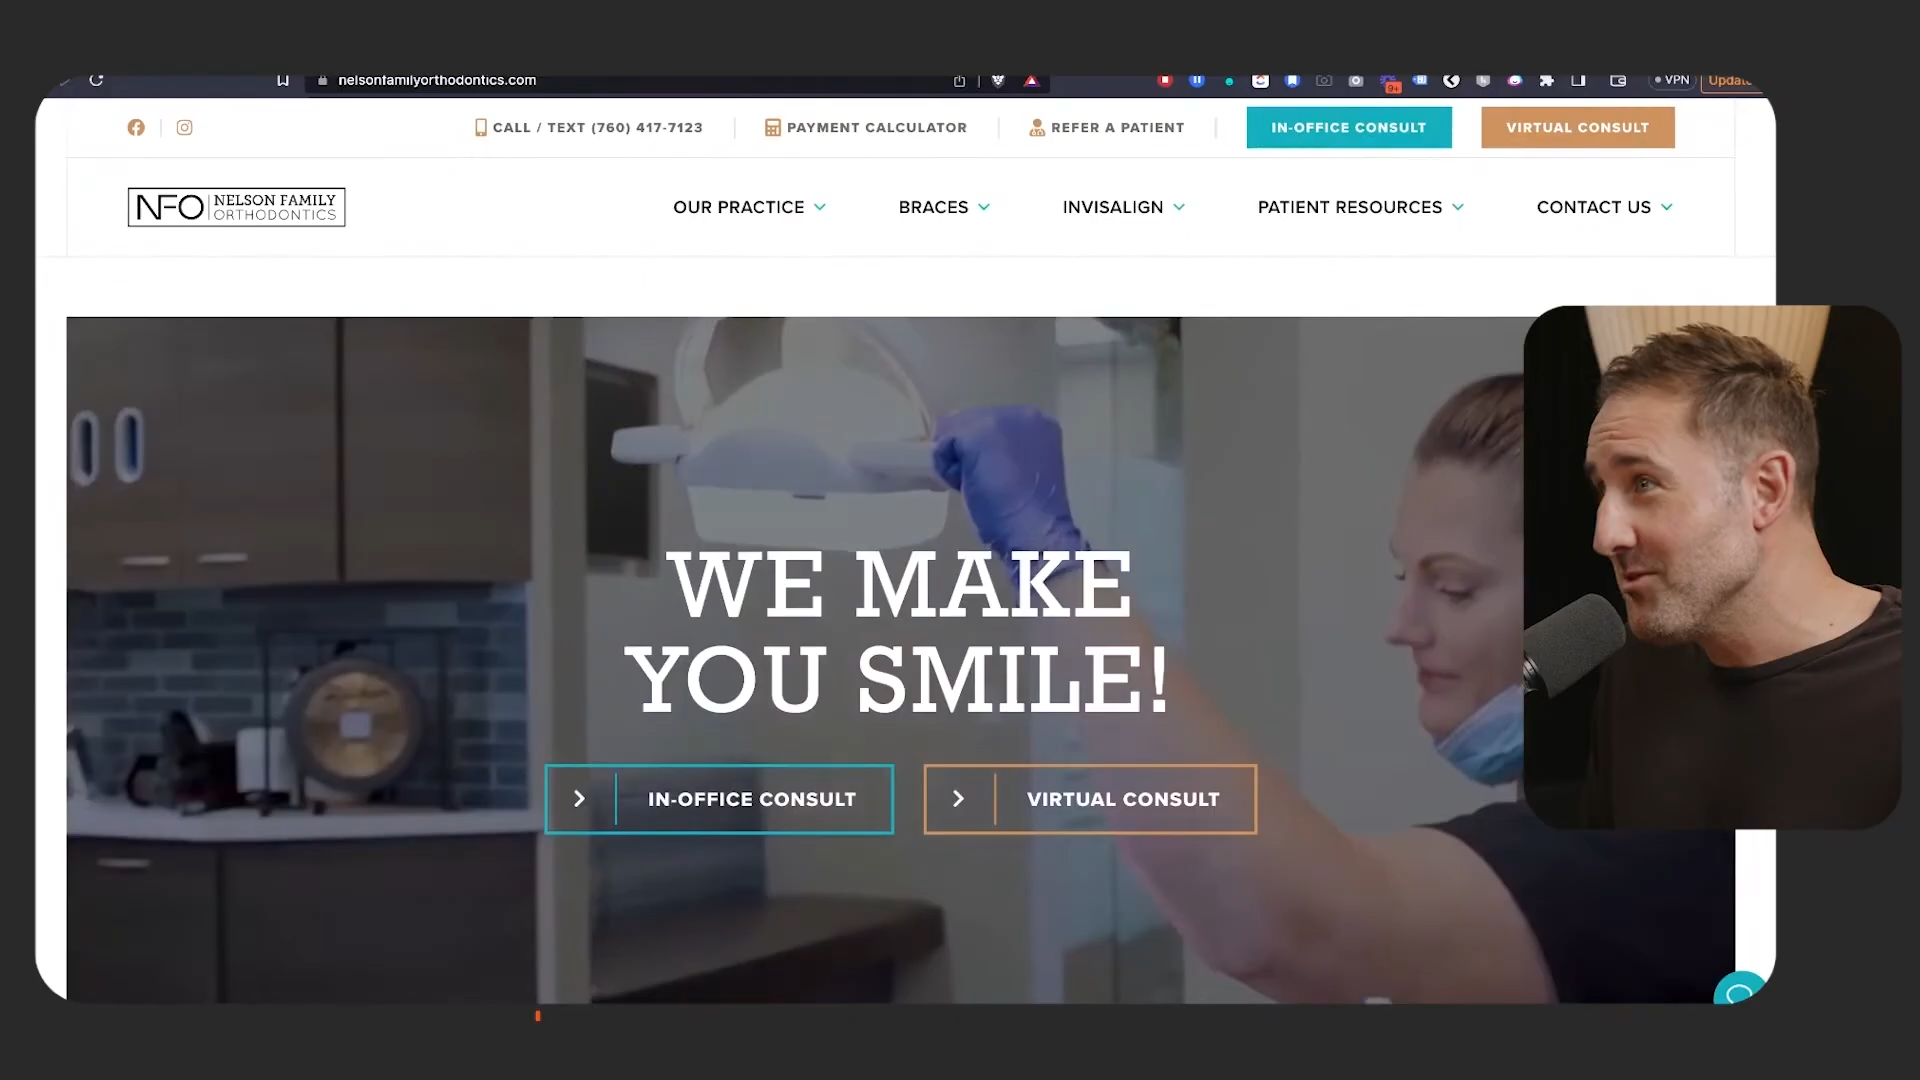 nelsonfamilyorthodontics.com
9+
VPN
CALL / TEXT (760) 417-7123
PAYMENT CALCULATOR
REFER A PATIENT
IN-OFFICE CONSULT
VIRTUAL CONSULT
NFO
NELSON FAMILY
ORTHODONTICS
OUR PRACTICE
BRACES
INVISALIGN
PATIENT RESOURCES
CONTACT US
WE MAKE
YOU SMILE!
IN-OFFICE CONSULT
VIRTUAL CONSULT